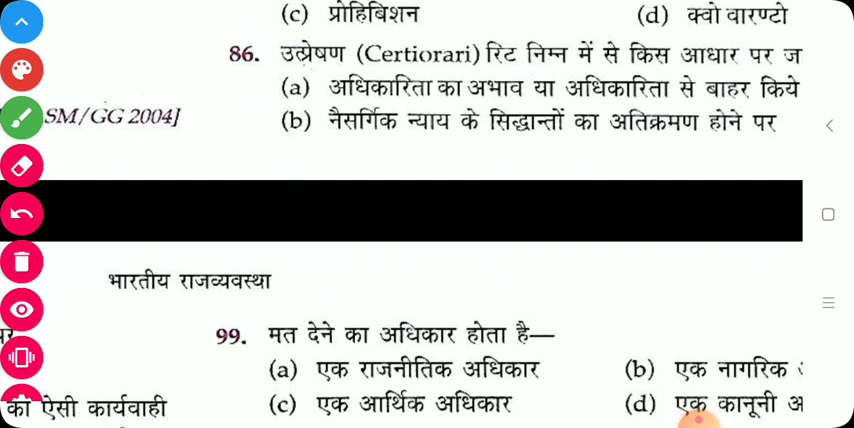 (c) प्रोहिबिशन (d) क्वो वारण्टो
86. उत्प्रेषण (Certiorari) रिट निम्न में से किस आधार पर
(a) अधिकारिता का अभाव या अधिकारिता से बाहर किये
SM/GG 2004]
(b) नैसर्गिक न्याय के सिद्धान्तों का अतिक्रमण होने पर
भारतीय राजव्यवस्था
99. मत देने का अधिकार होता है—
(a) एक राजनीतिक अधिकार (b) एक नागरिक
की ऐसी कार्यवाही
(c) एक आर्थिक अधिकार (d) एक कानूनी